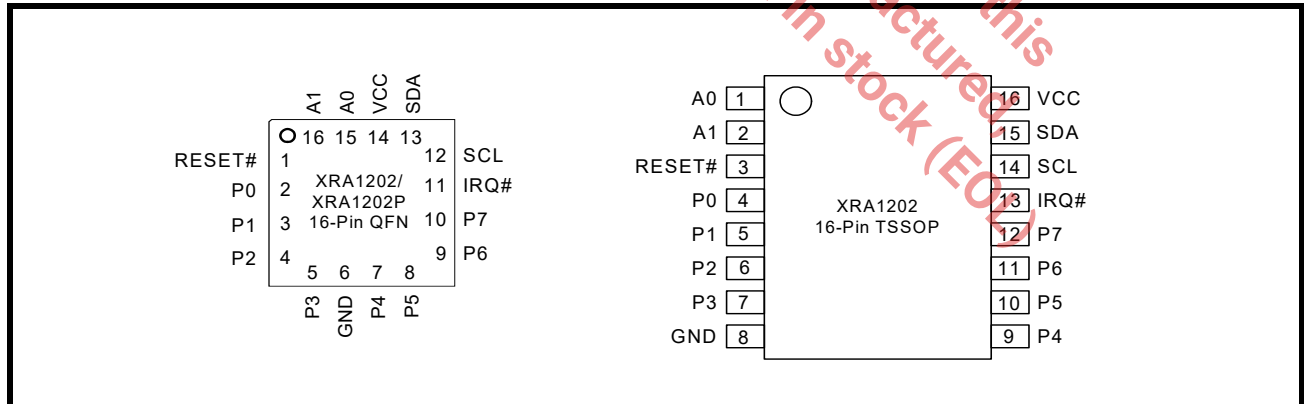 this
actured,
in stock (EOL)
A1 A0 VCC SDA
16 15 14 13
RESET# 1 12 SCL
P0 2 XRA1202/ 11 IRQ#
XRA1202P
P1 3 16-Pin QFN 10 P7
P2 4 9 P6
5 6 7 8
P3 GND P4 P5
A0 1 16 VCC
A1 2 15 SDA
RESET# 3 14 SCL
P0 4 XRA1202 13 IRQ#
P1 5 16-Pin TSSOP 12 P7
P2 6 11 P6
P3 7 10 P5
GND 8 9 P4